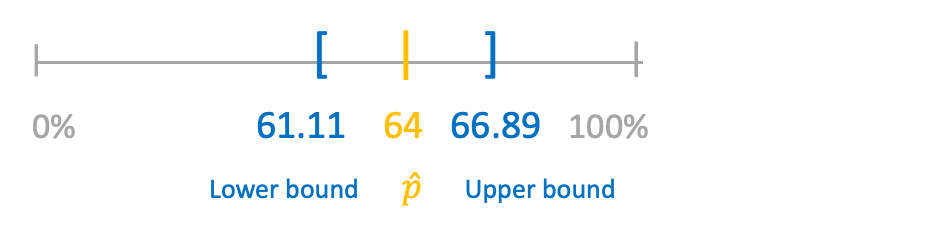 0% 61.11 64 66.89 100%
Lower bound p̂ Upper bound